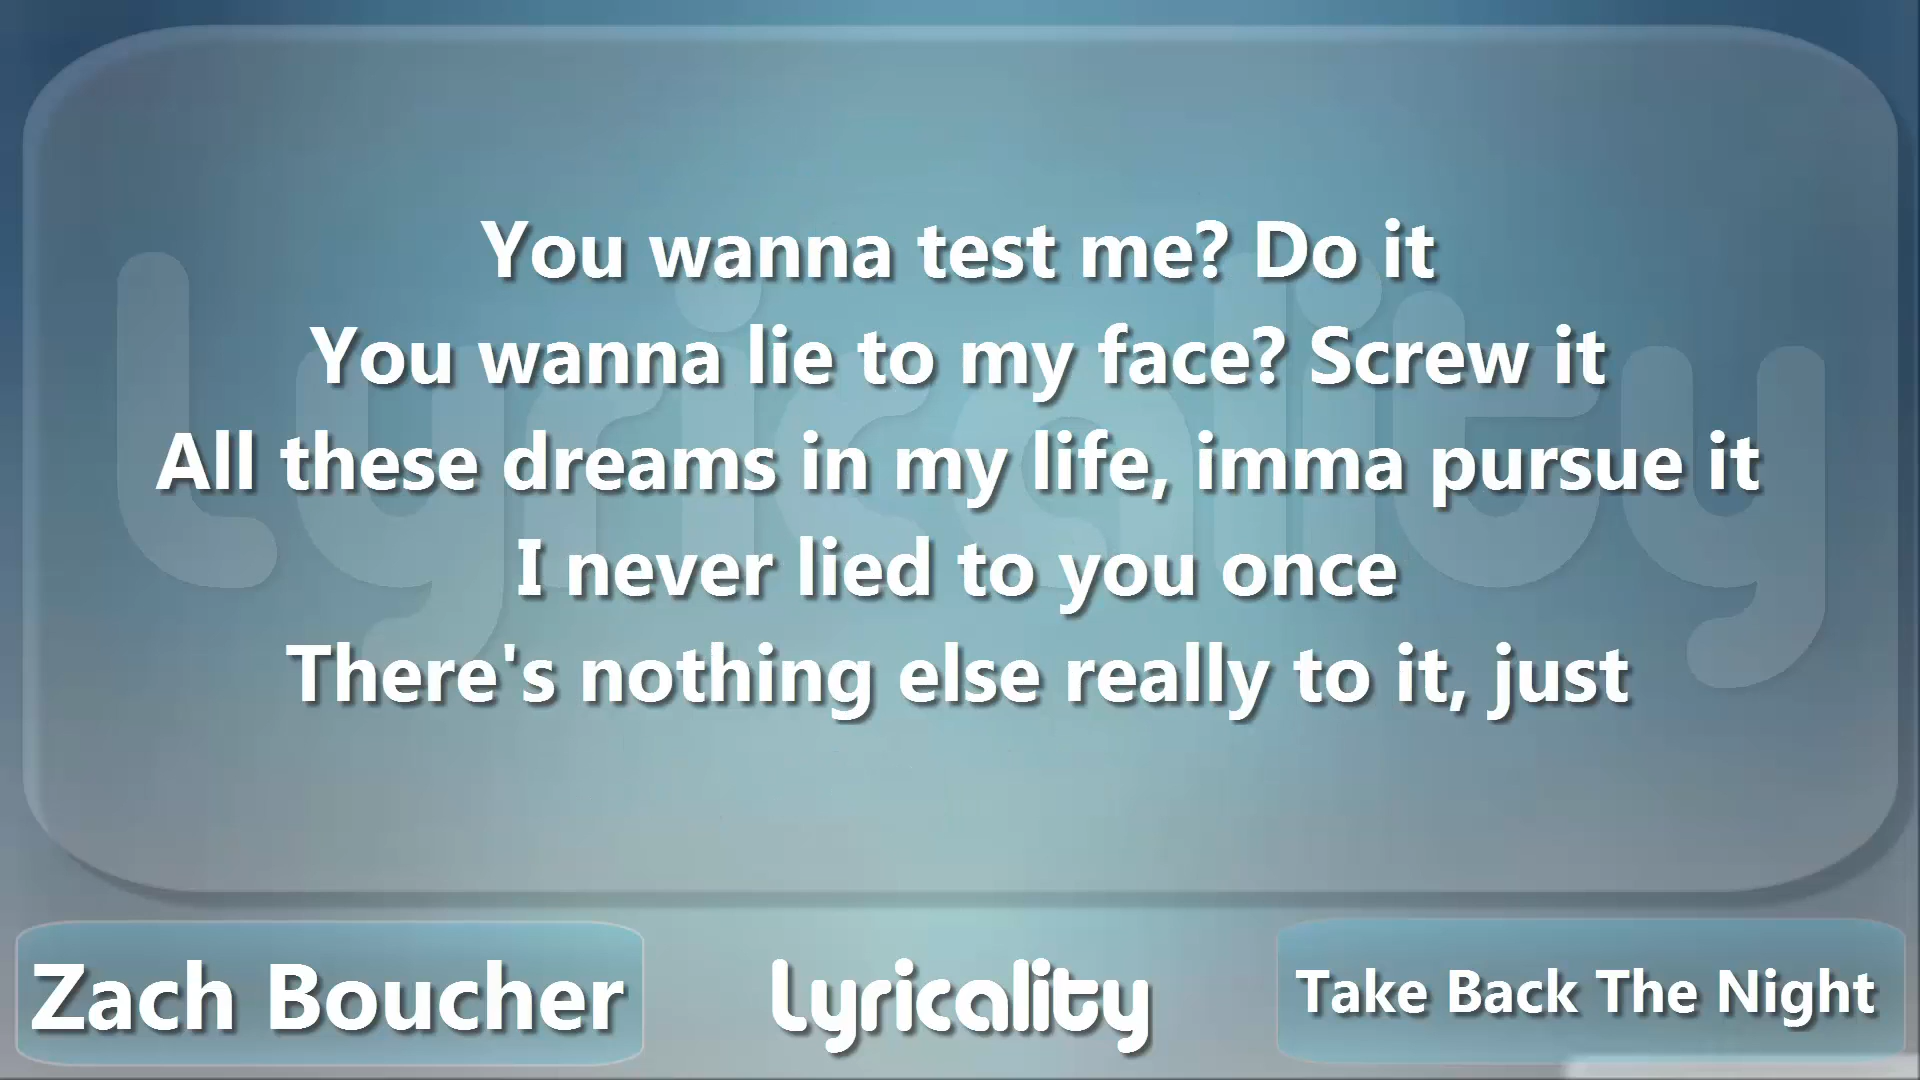 You wanna test me? Do it
You wanna lie to my face? Screw it
All these dreams in my life, imma pursue it
I never lied to you once
There's nothing else really to it, just
Lyricality
Zach Boucher
Lyricality
Take Back The Night